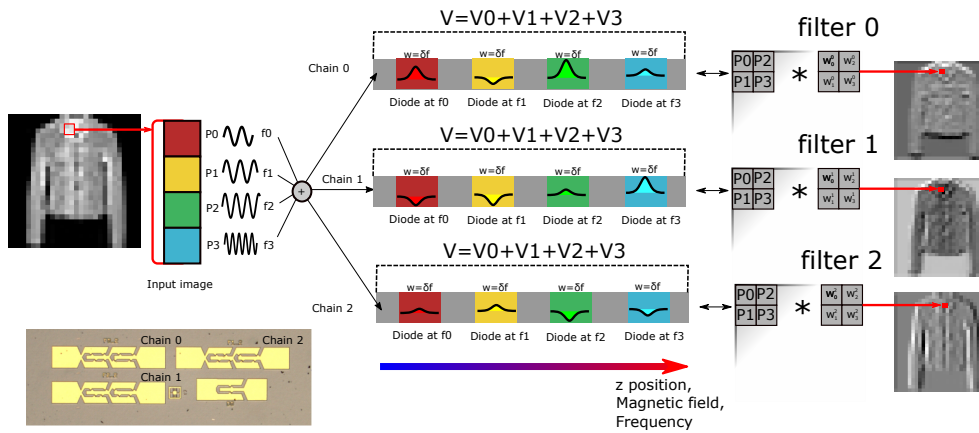 V=V0+V1+V2+V3
filter 0
w=δf w=δf w=δf w=δf
Chain 0
P0 P2
P1 P3
*
Diode at f0 Diode at f1 Diode at f2 Diode at f3
P0 f0
P1 f1
P2 f2
P3 f3
+
Input image
V=V0+V1+V2+V3
filter 1
w=δf w=δf w=δf w=δf
Chain 1
P0 P2
P1 P3
*
Diode at f0 Diode at f1 Diode at f2 Diode at f3
V=V0+V1+V2+V3
filter 2
w=δf w=δf w=δf w=δf
Chain 2
P0 P2
P1 P3
*
Diode at f0 Diode at f1 Diode at f2 Diode at f3
Chain 0 Chain 2
Chain 1
z position,
Magnetic field,
Frequency